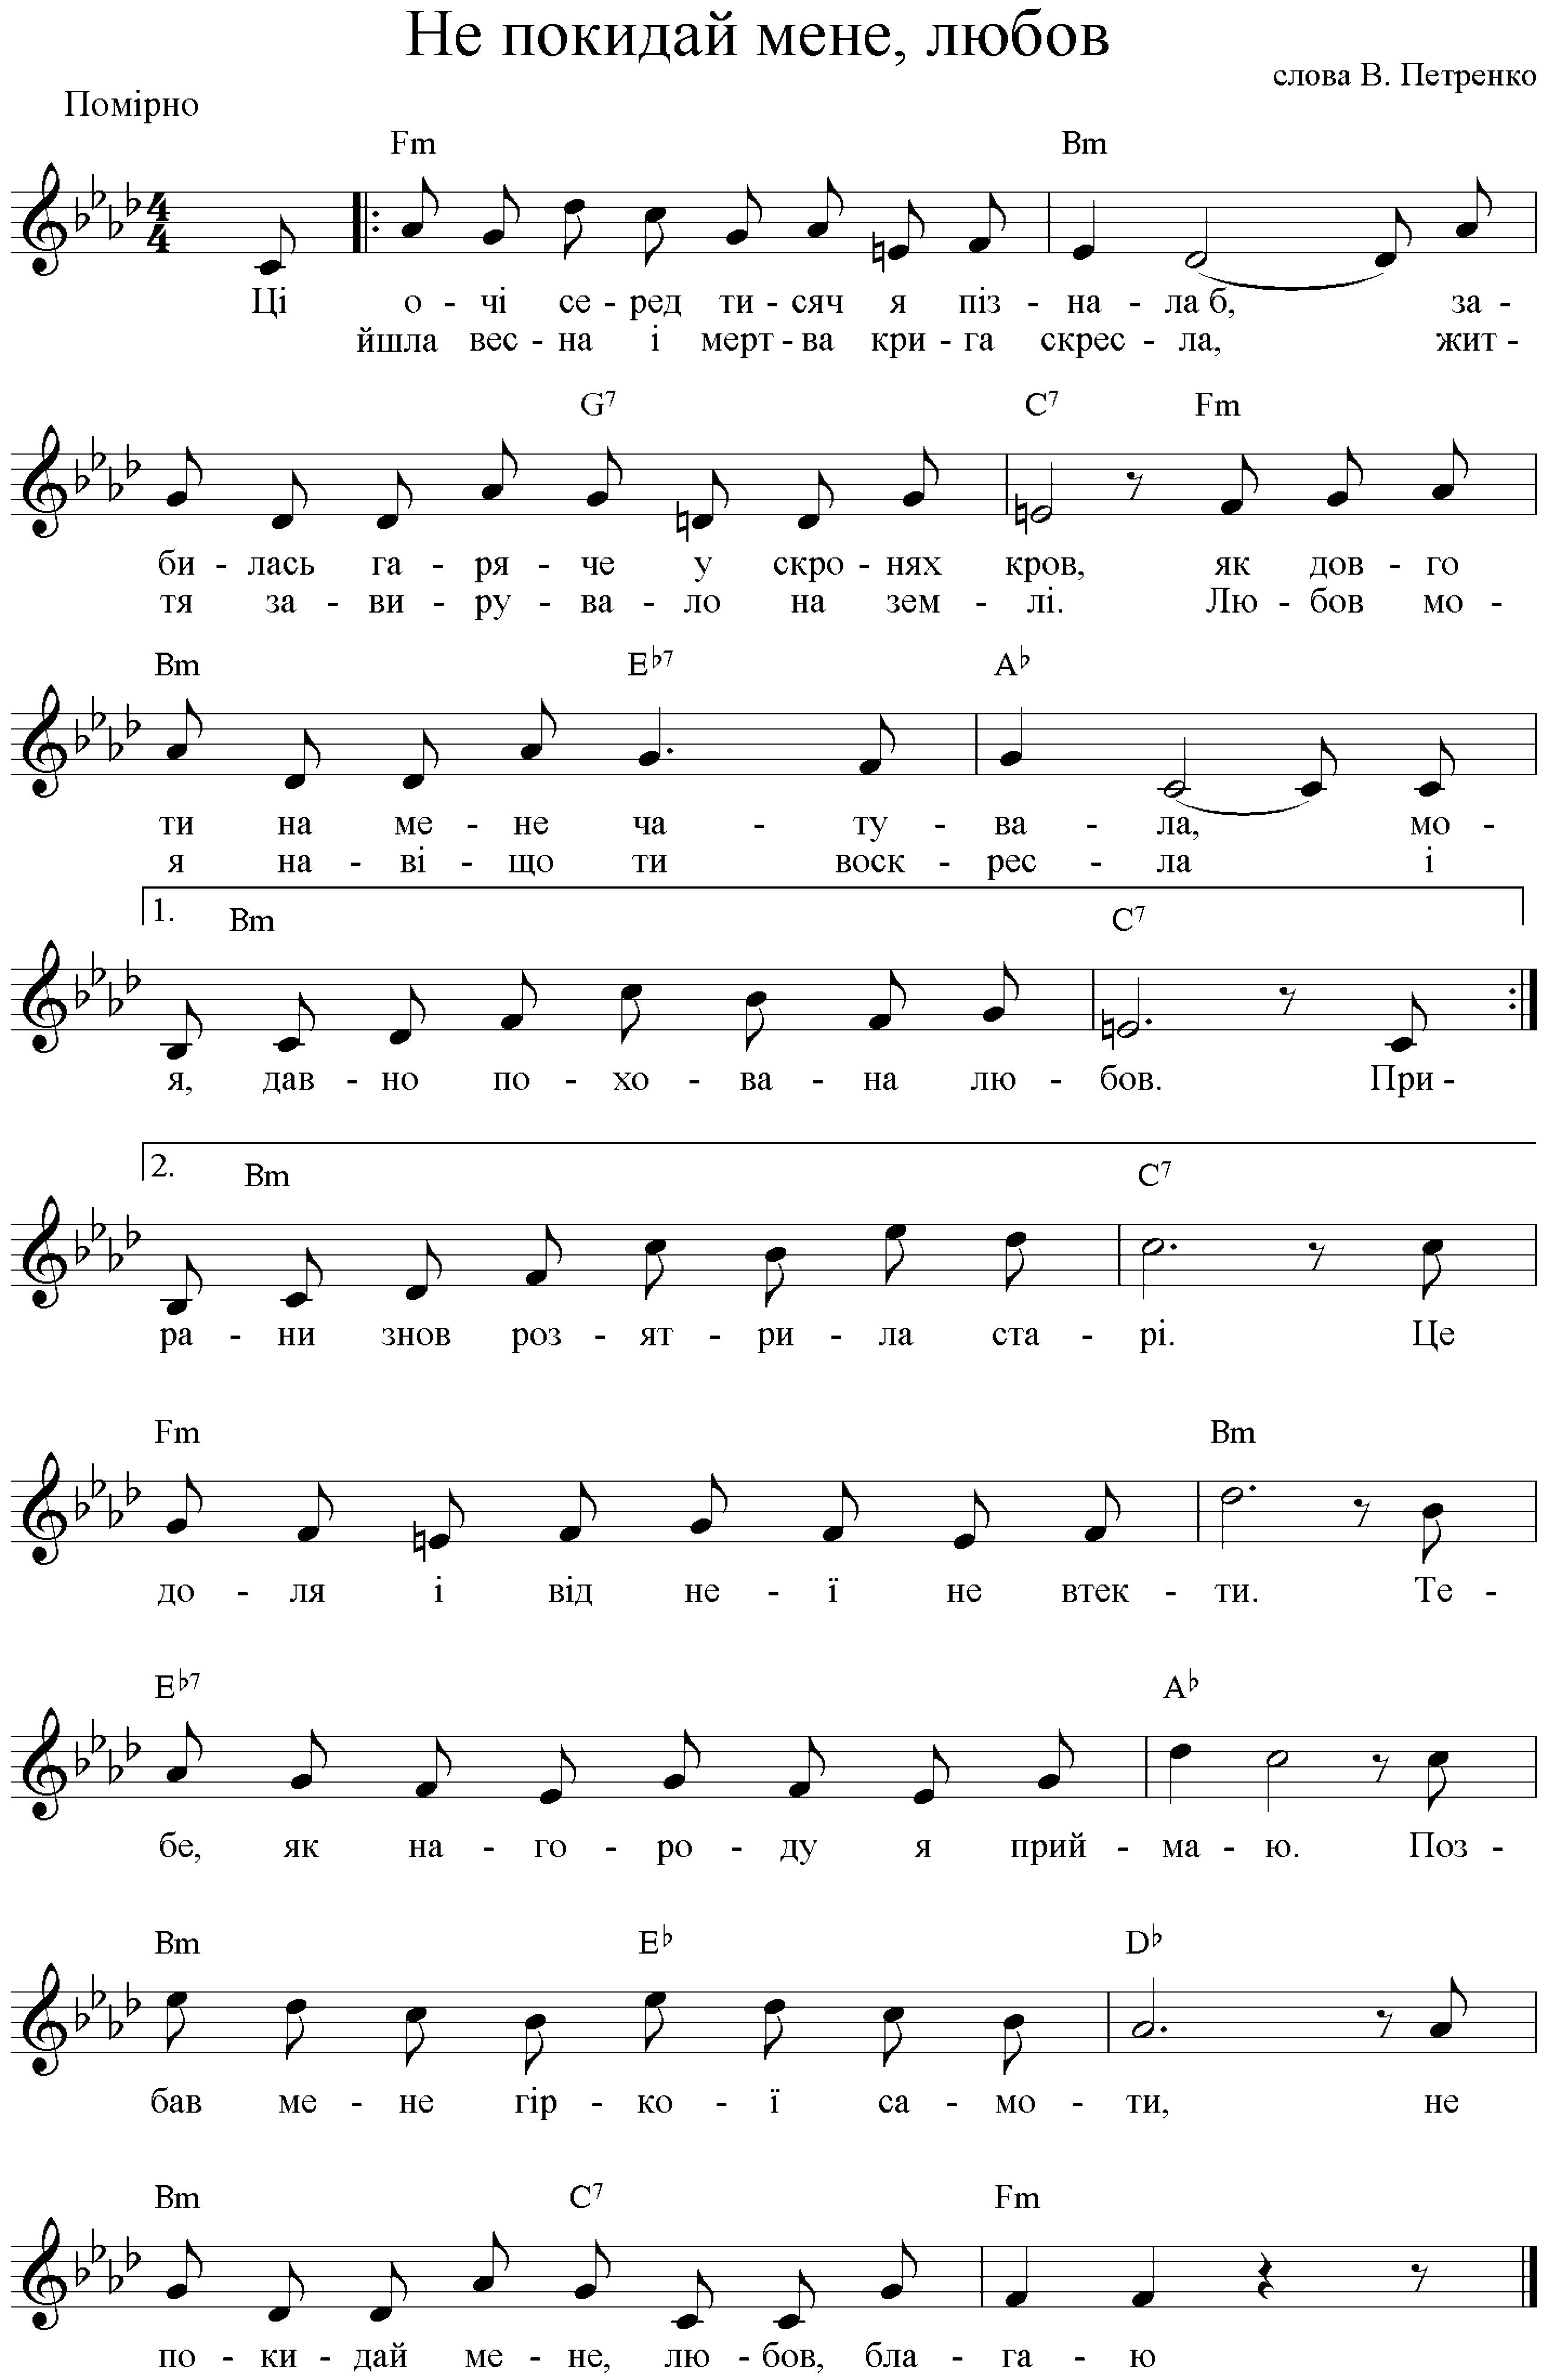 Не покидай мене, любов
слова В. Петренко
Помірно
Fm Bm
Ці о - чі се - ред ти - сяч я піз - на - ла б, за -
йшла вес - на і мерт - ва кри - га скрес - ла, жит -
G7 C7 Fm
би - лась га - ря - че у скро - нях кров, як дов - го
тя за - ви - ру - ва - ло на зем - лі. Лю - бов мо -
Bm E♭7 A♭
ти на ме - не ча - ту - ва - ла, мо -
я на - ві - що ти воск - рес - ла і
1. Bm C7
я, дав - но по - хо - ва - на лю - бов. При -
2. Bm C7
ра - ни знов роз - ят - ри - ла ста - рі. Це
Fm Bm
до - ля і від не - ї не втек - ти. Те -
E♭7 A♭
бе, як на - го - ро - ду я прий - ма - ю. Поз -
Bm E♭ D♭
бав ме - не гір - ко - ї са - мо - ти, не
Bm C7 Fm
по - ки - дай ме - не, лю - бов, бла - га - ю